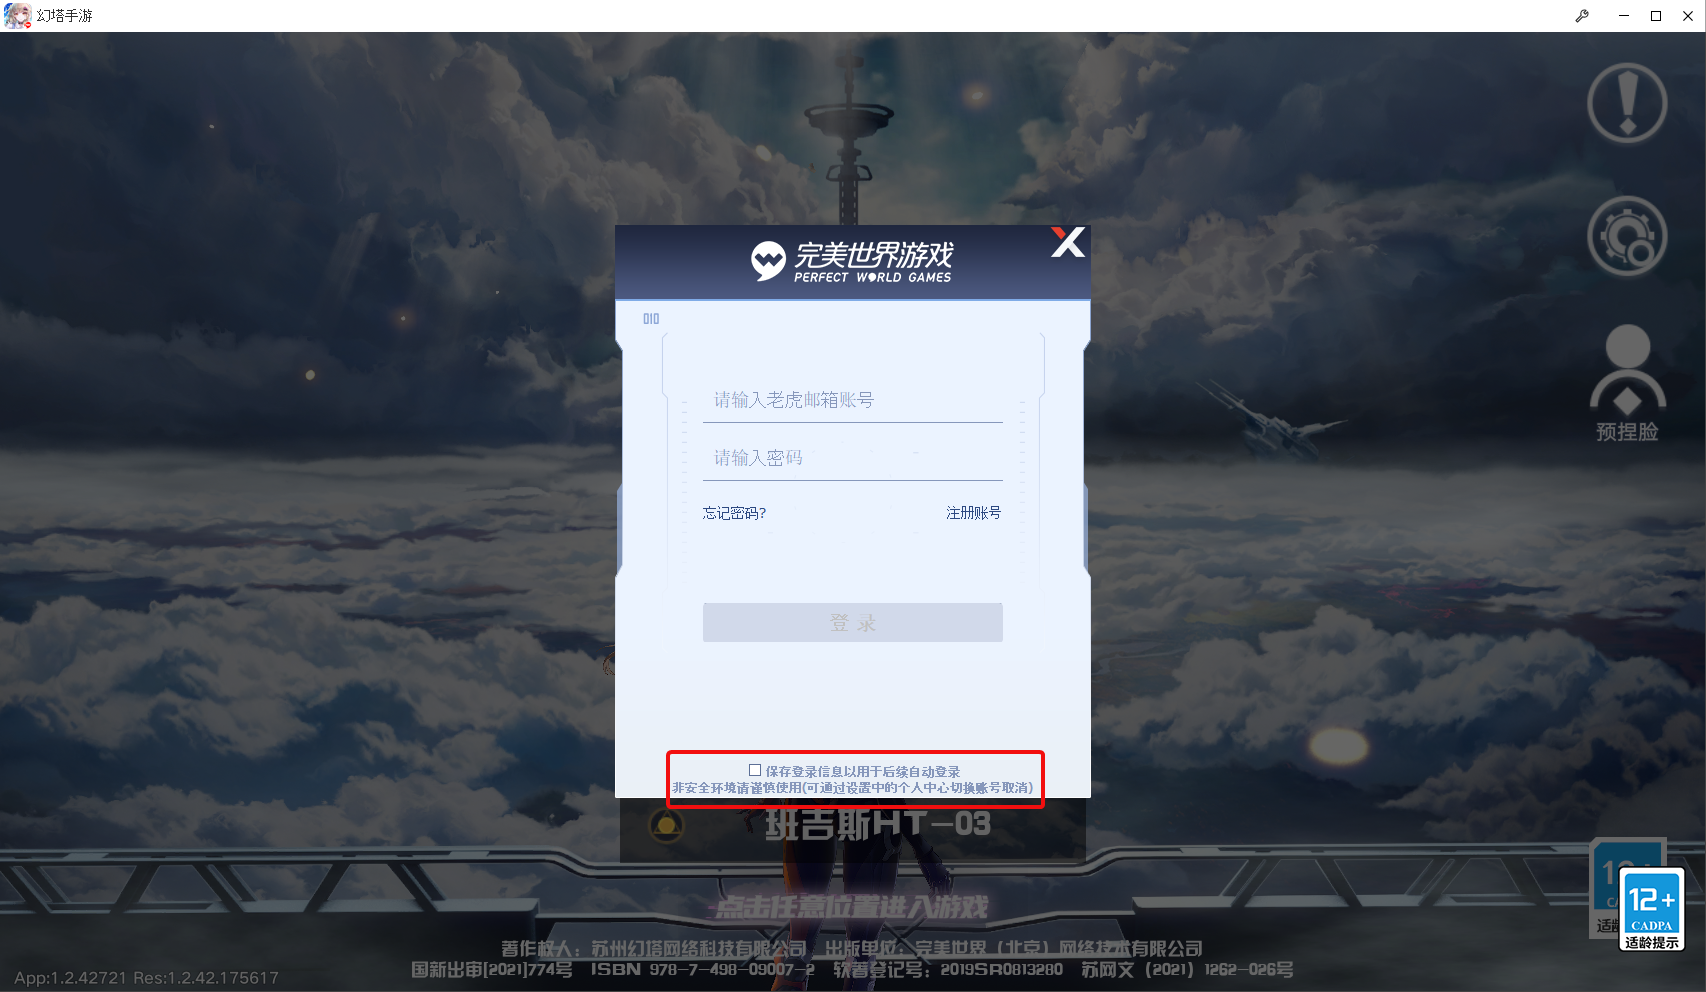 幻塔手游
完美世界游戏
PERFECT WORLD GAMES
010
请输入老虎邮箱账号
请输入密码
忘记密码?
注册账号
登 录
预捏脸
保存登录信息以用于后续自动登录
非安全环境请谨慎使用(可通过设置中的个人中心切换账号取消)
班吉斯HT-03
点击任意位置进入游戏
12+
CADPA
适龄提示
著作权人：苏州幻塔网络科技有限公司 出版单位：完美世界（北京）网络技术有限公司
国新出审[2021]774号 ISBN 978-7-498-09007-2 软著登记号：2019SR0813280 苏网文（2021）1262-026号
App:1.2.42721 Res:1.2.42.175617